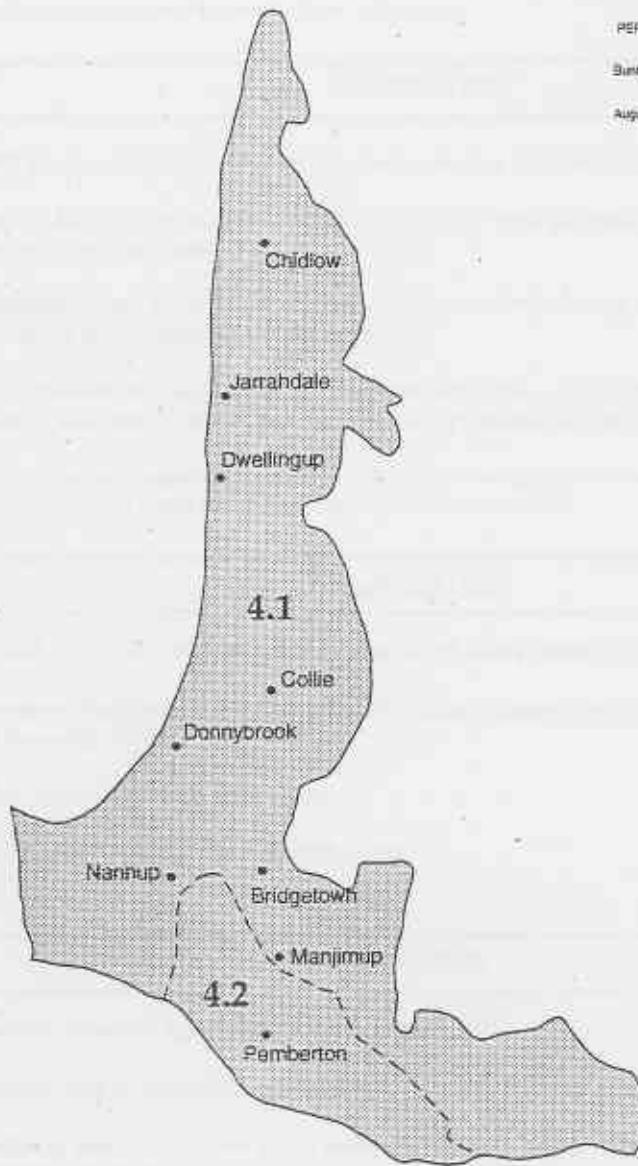 Chidlow
Jarrahdale
Dwellingup
4.1
Collie
Donnybrook
Nannup
Bridgetown
Manjimup
4.2
Pemberton